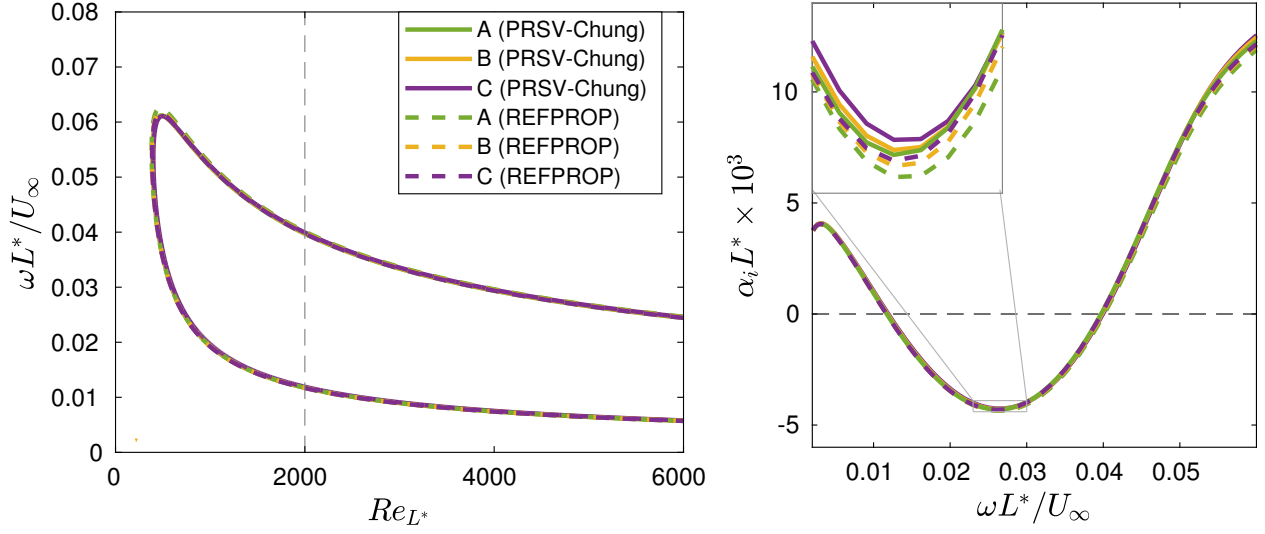 0.08
0.07
0.06
0.05
0.04
0.03
0.02
0.01
0
ωL*/U∞
0
2000
4000
6000
Re_{L*}
A (PRSV-Chung)
B (PRSV-Chung)
C (PRSV-Chung)
A (REFPROP)
B (REFPROP)
C (REFPROP)
10
5
0
-5
α_i L* × 10³
0.01
0.02
0.03
0.04
0.05
ωL*/U∞